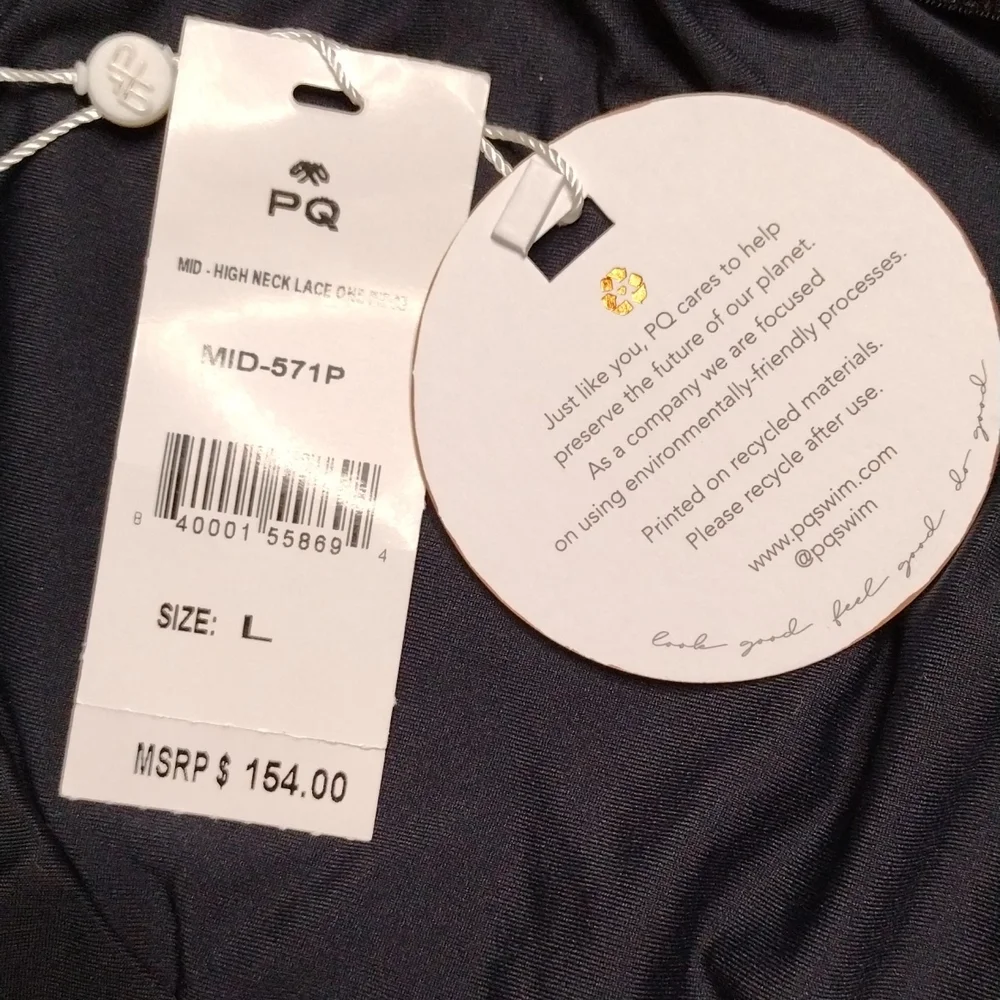 PQ
MID - HIGH NECK LACE ONE
MID-571P
8 40001 55869 4
SIZE: L
MSRP $ 154.00
Just like you, PQ cares to help
preserve the future of our planet.
As a company we are focused
on using environmentally-friendly processes.
Printed on recycled materials.
Please recycle after use.
www.pqswim.com
@pqswim
look good feel good do good